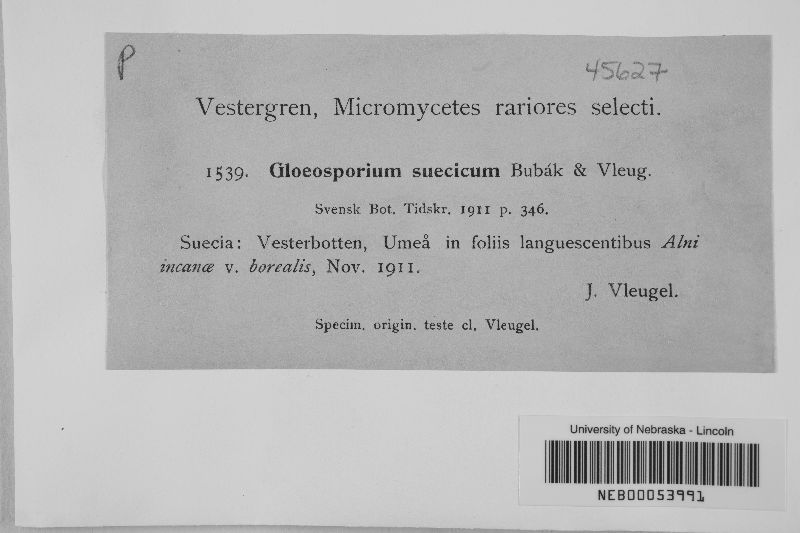 P
45627
Vestergren, Micromycetes rariores selecti.
1539. Gloeosporium suecicum Bubák & Vleug.
Svensk Bot. Tidskr. 1911 p. 346.
Suecia: Vesterbotten, Umeå in foliis languescentibus Alni
incanæ v. borealis, Nov. 1911.
J. Vleugel.
Specim. origin. teste cl. Vleugel.
University of Nebraska - Lincoln
NEB00053991